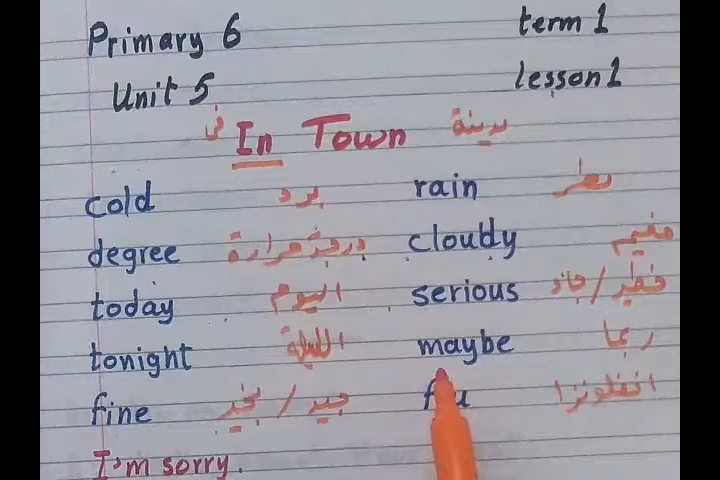 Primary 6 term 1
Unit 5 lesson 1
في In Town مدينة
cold برد rain مطر
degree درجة حرارة cloudy مغيم
today اليوم serious خطير / جاد
tonight الليلة maybe ربما
fine جيد / بخير انفلونزا
I'm sorry.